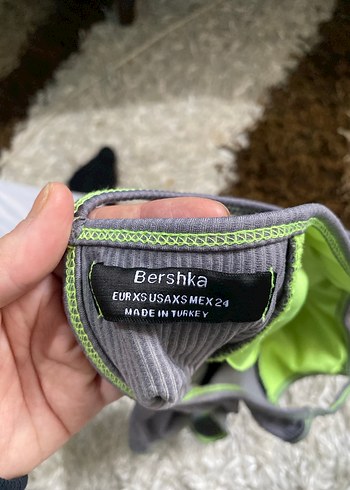 Bershka
EUR XS USA XS MEX 24
MADE IN TURKEY